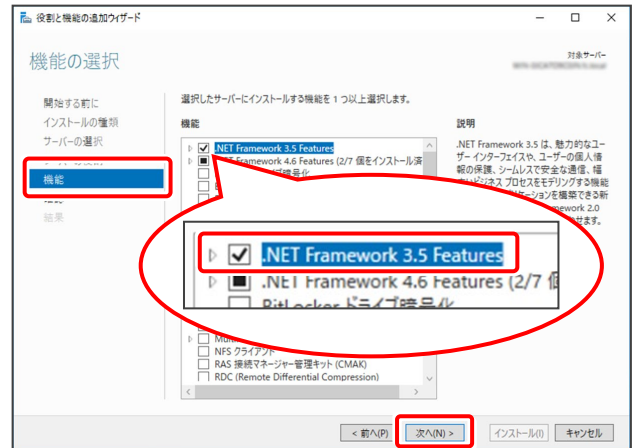 役割と機能の追加ウィザード
機能の選択
対象サーバー
開始する前に
インストールの種類
サーバーの選択
機能
結果
選択したサーバーにインストールする機能を 1 つ以上選択します。
機能
.NET Framework 3.5 Features
.NET Framework 4.6 Features (2/7 個をインストール済
NFS クライアント
RAS 接続マネージャー管理キット (CMAK)
RDC (Remote Differential Compression)
説明
.NET Framework 3.5 は、魅力的なユー
ザー インターフェイスや、ユーザーの個人情
報の保護、シームレスで安全な通信、幅
ビジネス プロセスをモデリングする機能
ーションを構築できる新
mework 2.0
せます。
.NET Framework 3.5 Features
.NET Framework 4.6 Features (2/7 個
BitLocker ドライブ暗号化
< 前へ(P)
次へ(N) >
インストール(I)
キャンセル